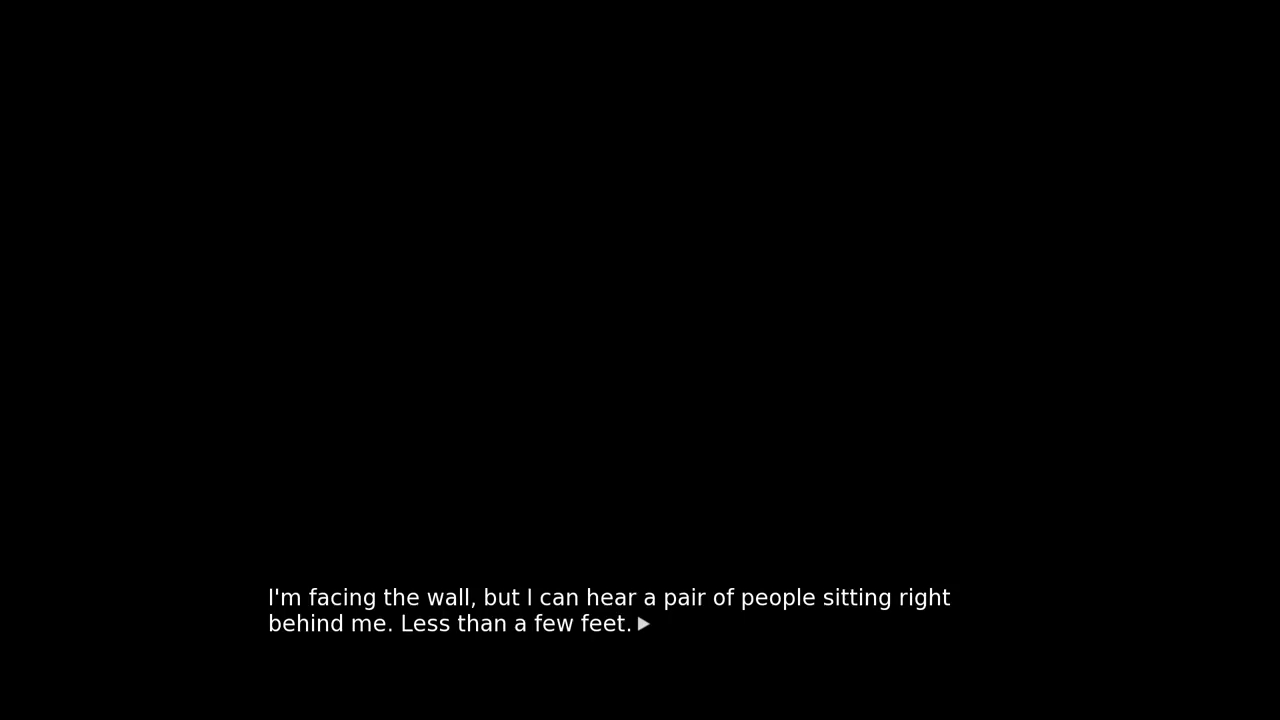 I'm facing the wall, but I can hear a pair of people sitting right
behind me. Less than a few feet.